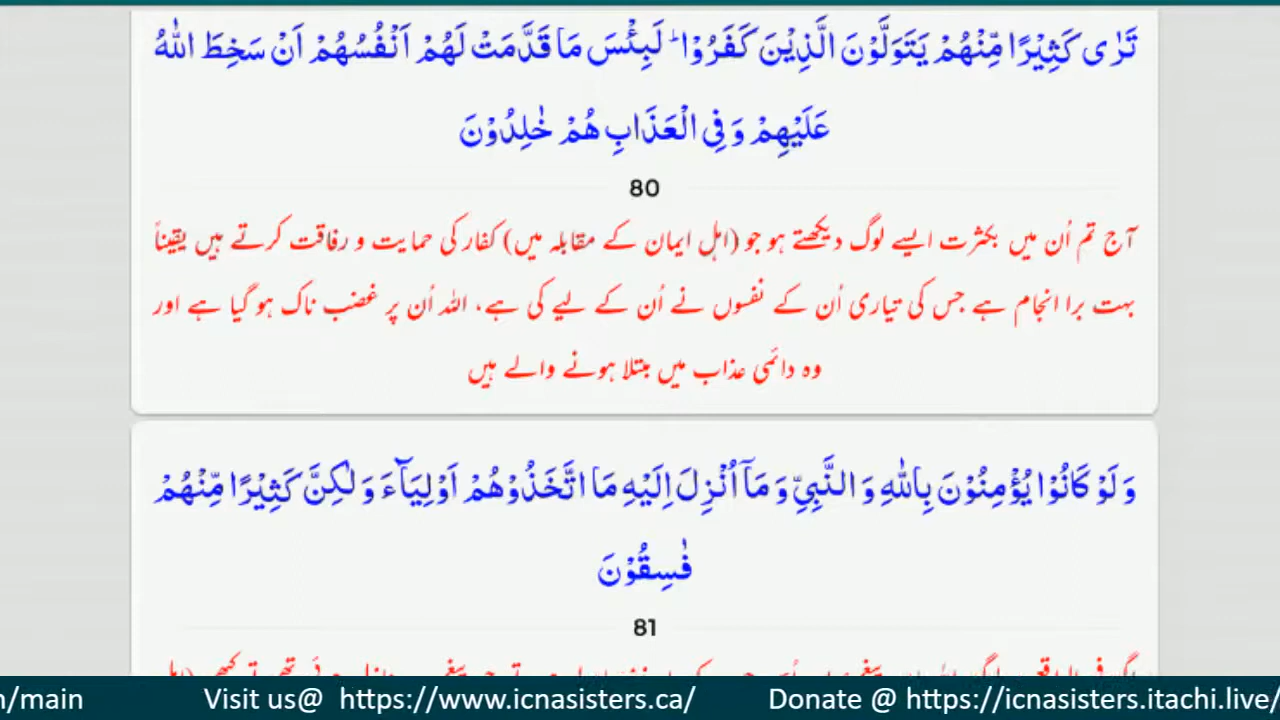 تَرٰى كَثِيْرًا مِّنْهُمْ يَتَوَلَّوْنَ الَّذِيْنَ كَفَرُوْا ؕ لَبِئْسَ مَا قَدَّمَتْ لَهُمْ اَنْفُسُهُمْ اَنْ سَخِطَ اللّٰهُ
عَلَيْهِمْ وَ فِى الْعَذَابِ هُمْ خٰلِدُوْنَ
80
آج تم اُن میں بکثرت ایسے لوگ دیکھتے ہو جو (اہل ایمان کے مقابلہ میں) کفار کی حمایت و رفاقت کرتے ہیں یقیناً
بہت برا انجام ہے جس کی تیاری اُن کے نفسوں نے اُن کے لیے کی ہے، اللہ اُن پر غضب ناک ہو گیا ہے اور
وہ دائمی عذاب میں مبتلا ہونے والے ہیں
وَ لَوْ كَانُوْا يُؤْمِنُوْنَ بِاللّٰهِ وَ النَّبِىِّ وَ مَاۤ اُنْزِلَ اِلَيْهِ مَا اتَّخَذُوْهُمْ اَوْلِيَآءَ وَ لٰكِنَّ كَثِيْرًا مِّنْهُمْ
فٰسِقُوْنَ
81
n/main Visit us@ https://www.icnasisters.ca/ Donate @ https://icnasisters.itachi.live/